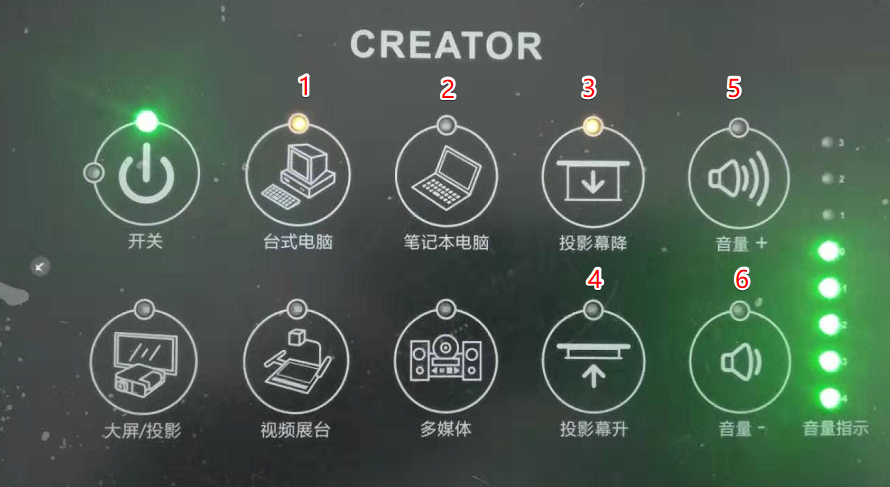 CREATOR
1
2
3
5
开关
台式电脑
笔记本电脑
投影幕降
音量 +
3
2
1
0
1
2
3
4
4
6
大屏/投影
视频展台
多媒体
投影幕升
音量 -
音量指示